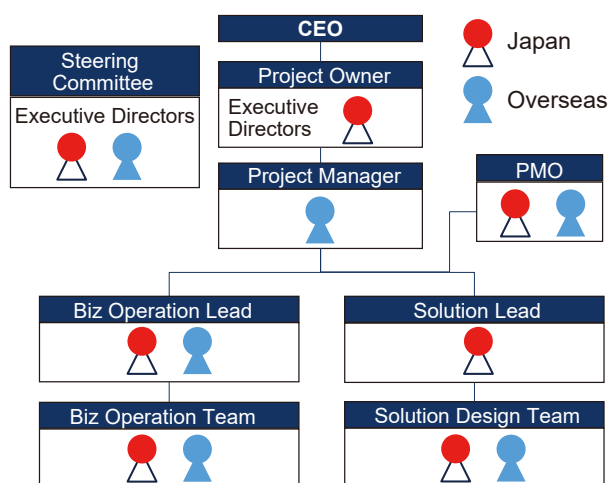 CEO
Japan
Steering
Committee
Project Owner
Executive Directors
Executive
Directors
Overseas
Project Manager
PMO
Biz Operation Lead
Solution Lead
Biz Operation Team
Solution Design Team